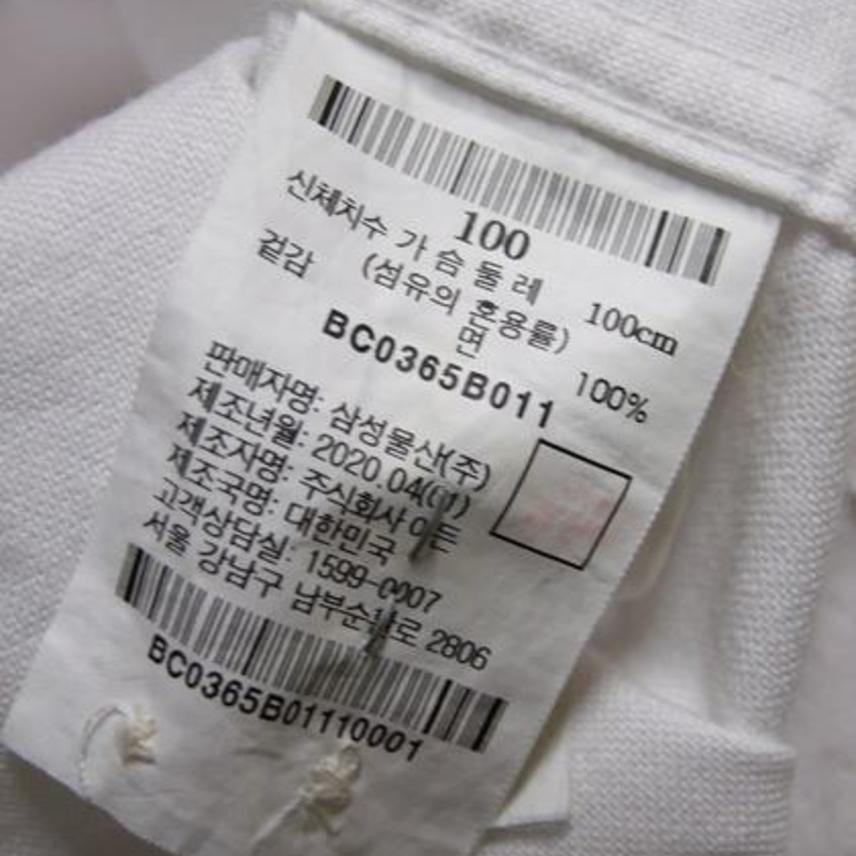 100
신체치수 가슴둘레 100cm
겉감 (섬유의 혼용률)
면 100%
BC0365B011
판매자명: 삼성물산(주)
제조년월: 2020.04(01)
제조자명: 주식회사
제조국명: 대한민국
고객상담실: 1599-0007
서울 강남구 남부순환로 2806
BC0365B01110001